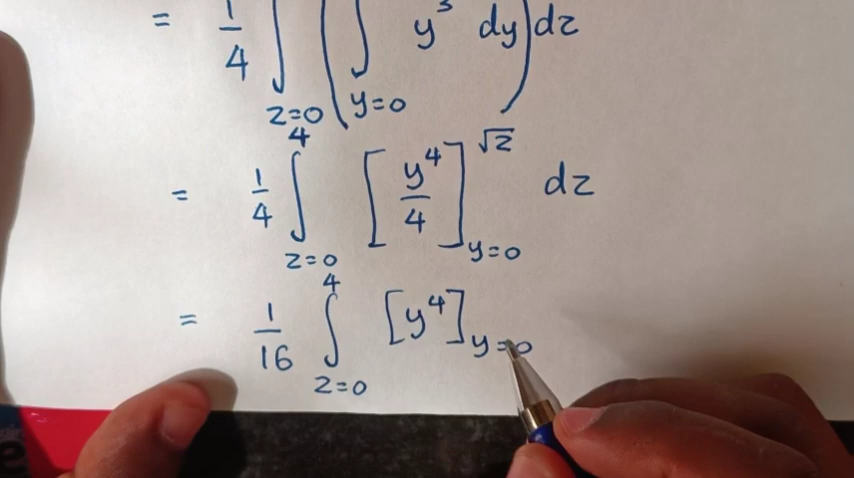 = 1/4 ∫_{z=0} ( ∫_{y=0} y³ dy ) dz
= 1/4 ∫_{z=0}^{4} [ y⁴/4 ]_{y=0}^{√z} dz
= 1/16 ∫_{z=0}^{4} [y⁴]_{y=0}